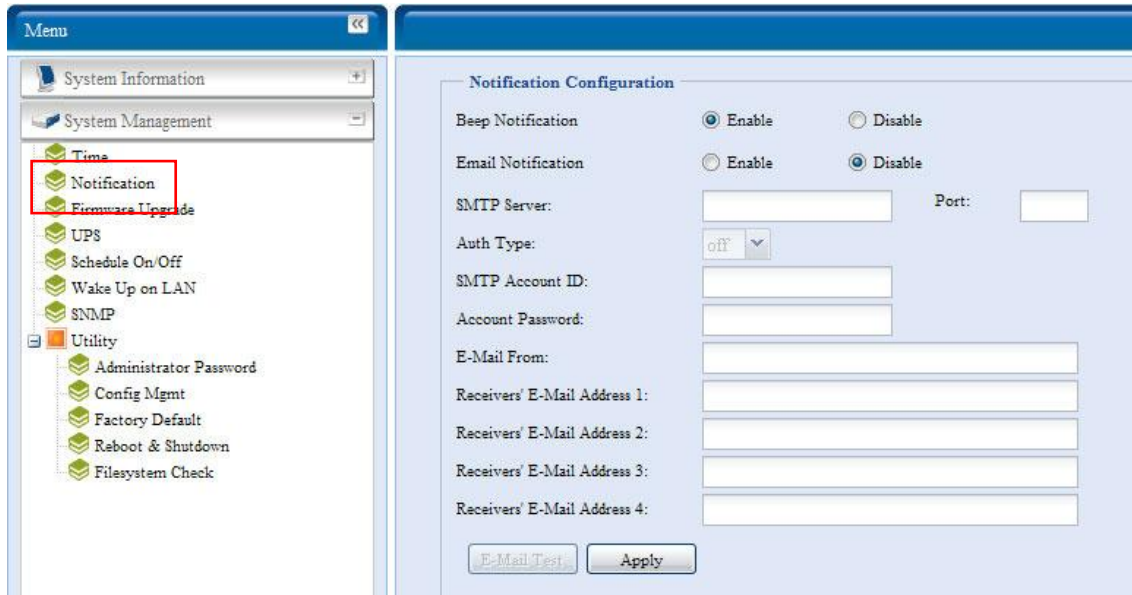 Menu
System Information
System Management
Time
Notification
Firmware Upgrade
UPS
Schedule On/Off
Wake Up on LAN
SNMP
Utility
Administrator Password
Config Mgmt
Factory Default
Reboot & Shutdown
Filesystem Check
Notification Configuration
Beep Notification Enable Disable
Email Notification Enable Disable
SMTP Server: Port:
Auth Type: off
SMTP Account ID:
Account Password:
E-Mail From:
Receivers' E-Mail Address 1:
Receivers' E-Mail Address 2:
Receivers' E-Mail Address 3:
Receivers' E-Mail Address 4:
E-Mail Test Apply